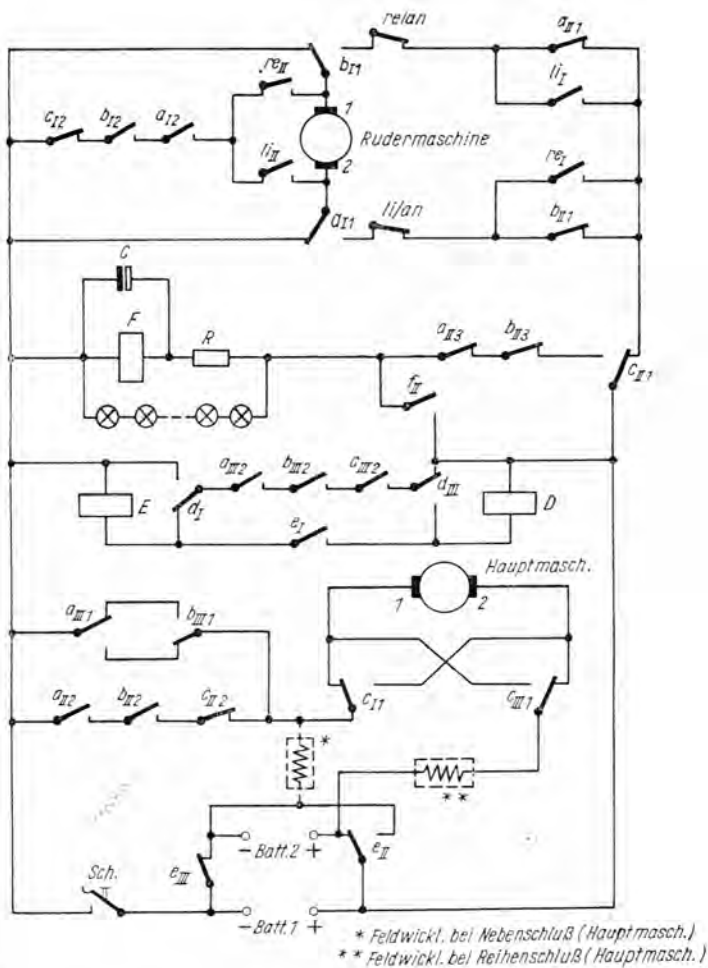 re/an
a_II1
b_I1
re_II
li_I
c_I2 b_I2 a_I2
1
Rudermaschine
2
li_II
re_I
a_I1
li/an
b_II1
C
F
R
a_II3
b_II3
c_II1
f_II
a_III2
b_III2
c_III2
d_III
E
d_I
e_I
D
Hauptmasch.
1
2
a_III1
b_III1
c_I1
c_III1
a_II2
b_II2
c_II2
*
**
- Batt.2 +
e_II
e_III
Sch.
II
- Batt.1 +
* Feldwickl. bei Nebenschluß (Hauptmasch.)
** Feldwickl. bei Reihenschluß (Hauptmasch.)